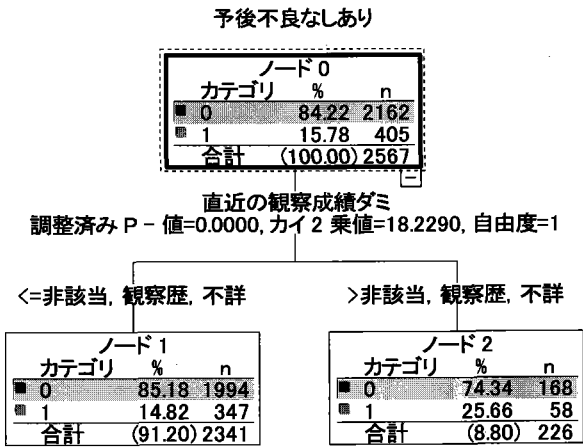 予後不良なしあり
ノード 0
カテゴリ % n
0 84.22 2162
1 15.78 405
合計 (100.00) 2567
直近の観察成績ダミ
調整済み P－値=0.0000, カイ 2 乗値=18.2290, 自由度=1
<=非該当, 観察歴, 不詳
>非該当, 観察歴, 不詳
ノード 1
カテゴリ % n
0 85.18 1994
1 14.82 347
合計 (91.20) 2341
ノード 2
カテゴリ % n
0 74.34 168
1 25.66 58
合計 (8.80) 226